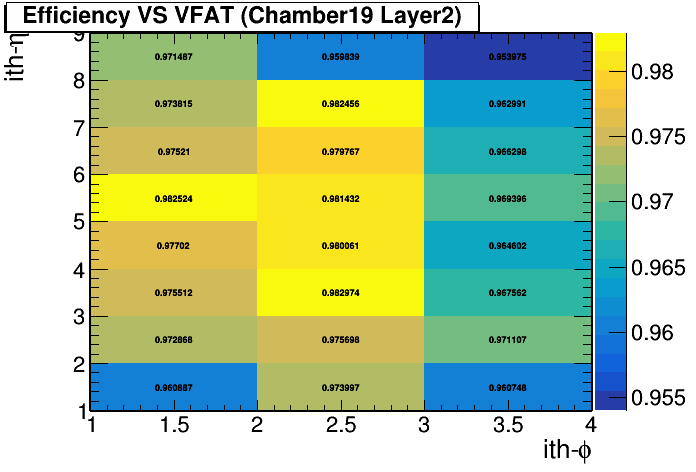 Efficiency VS VFAT (Chamber19 Layer2)
ith-η
9
8
7
6
5
4
3
2
1
0.971487 0.959839 0.953975
0.973815 0.982456 0.962991
0.97521 0.979767 0.966298
0.982524 0.981432 0.969396
0.97702 0.980061 0.964602
0.975512 0.982974 0.967562
0.972868 0.975698 0.971107
0.960887 0.973997 0.960748
1 1.5 2 2.5 3 3.5 4
ith-ϕ
0.98
0.975
0.97
0.965
0.96
0.955